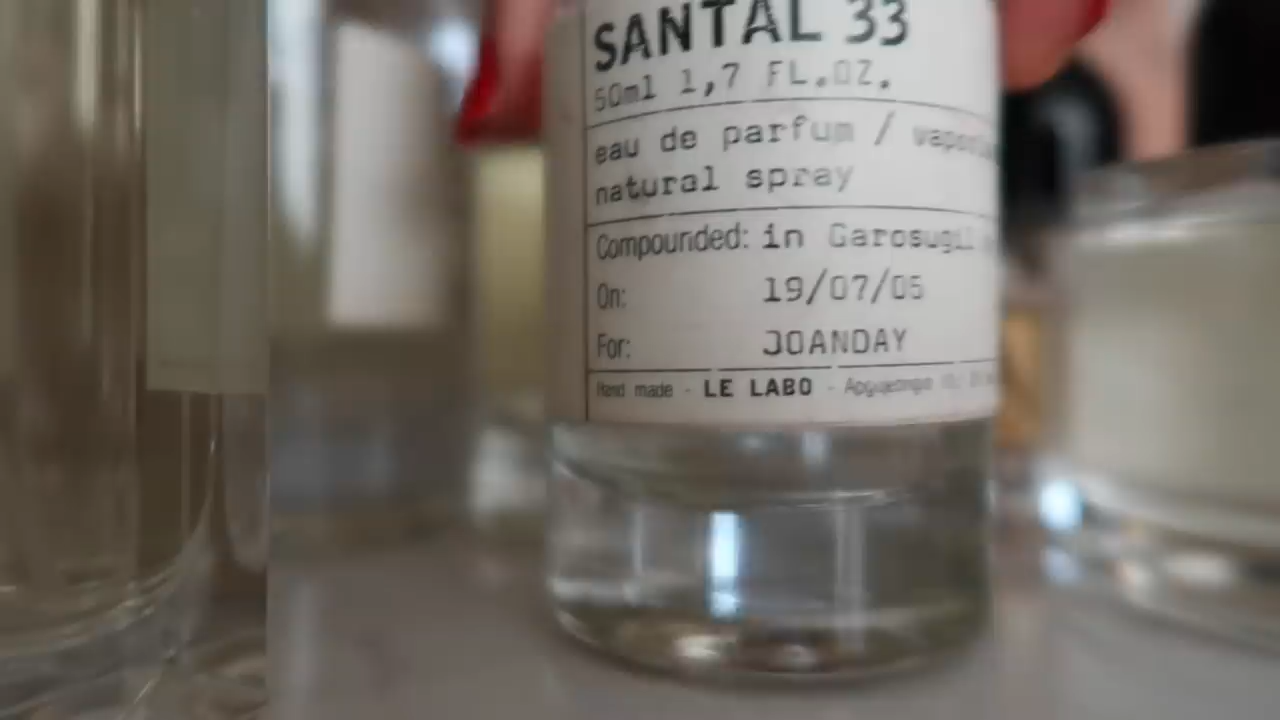 SANTAL 33
50ml 1,7 FL.OZ.
eau de parfum /
natural spray
Compounded: in Garosugil
On: 19/07/05
For: JOANDAY
Hand made - LE LABO -